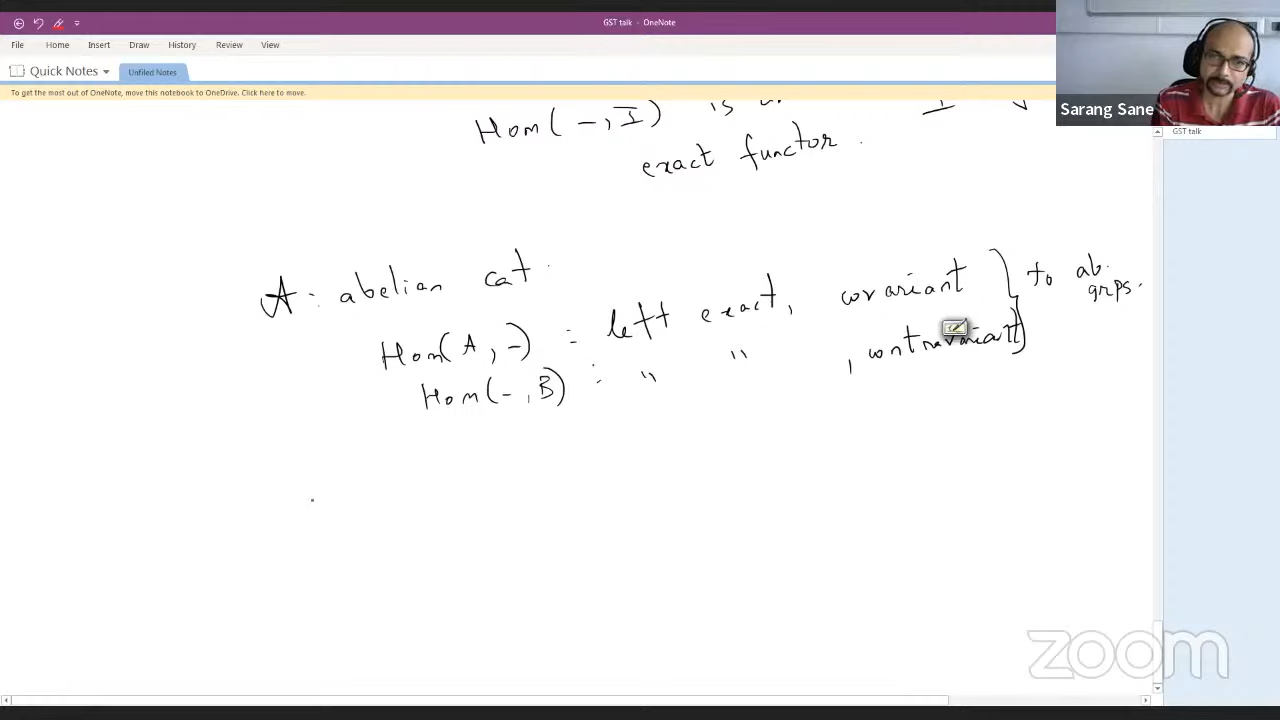 GST talk - OneNote
File Home Insert Draw History Review View
Quick Notes Unfiled Notes
To get the most out of OneNote, move this notebook to OneDrive. Click here to move.
Sarang Sane
GST talk
Hom(-, I) is I
exact functor.
A: abelian cat.
Hom(A, -) : left exact, covariant } to ab. grps.
Hom(-, B) : " " , contravariant
zoom